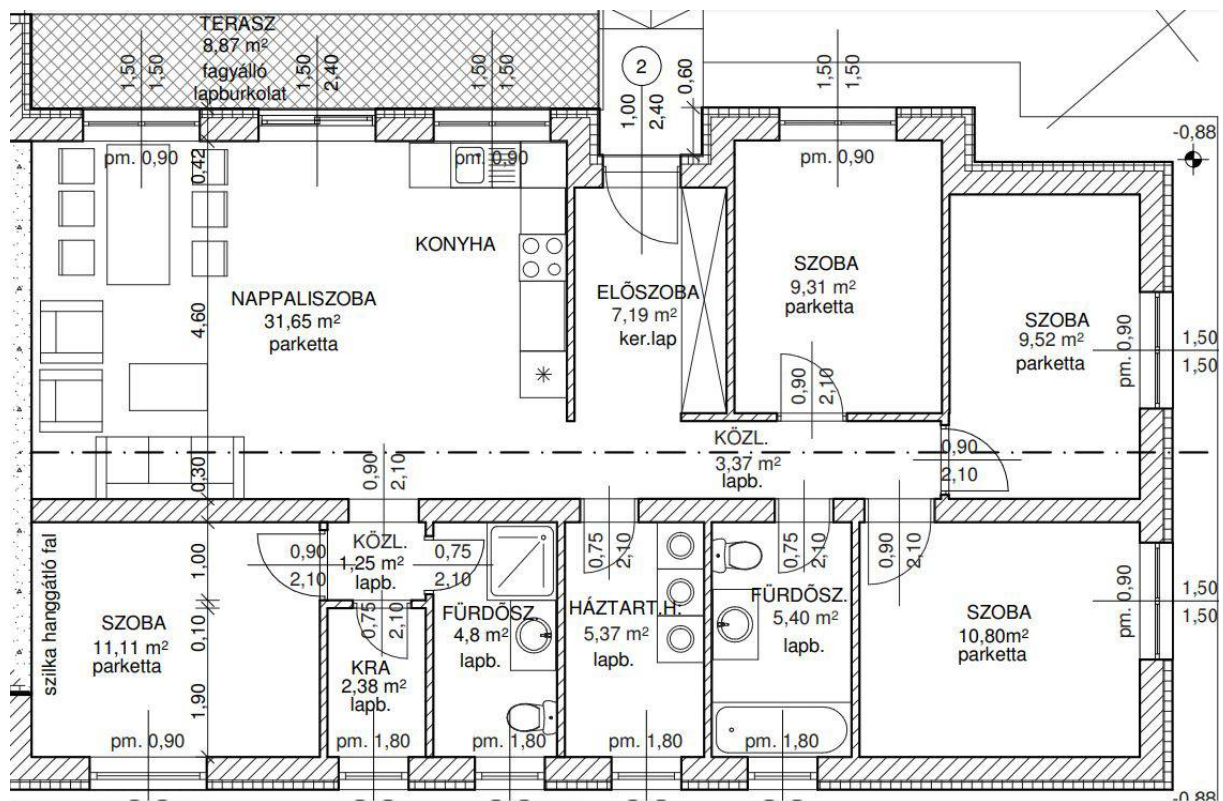 TERASZ
8,87 m²
fagyálló
lapburkolat
1,50
1,50
1,50
2,40
1,50
1,50
2
1,00
2,40
0,60
1,50
1,50
-0,88
pm. 0,90
0,42
pm. 0,90
pm. 0,90
KONYHA
NAPPALISZOBA
31,65 m²
parketta
4,60
ELŐSZOBA
7,19 m²
ker.lap
SZOBA
9,31 m²
parketta
SZOBA
9,52 m²
parketta
pm. 0,90
1,50
1,50
0,90
2,10
KÖZL.
3,37 m²
lapb.
0,90
2,10
0,30
0,90
2,10
szilka hanggátló fal
1,00
0,90
2,10
KÖZL.
1,25 m²
lapb.
0,75
2,10
0,75
2,10
0,75
2,10
0,90
2,10
SZOBA
11,11 m²
parketta
0,10
1,90
0,75
2,10
KRA
2,38 m²
lapb.
FÜRDŐSZ.
4,8 m²
lapb.
HÁZTART.H.
5,37 m²
lapb.
FÜRDŐSZ.
5,40 m²
lapb.
SZOBA
10,80m²
parketta
pm. 0,90
1,50
1,50
pm. 0,90
pm. 1,80
pm. 1,80
pm. 1,80
pm. 1,80
-0,88